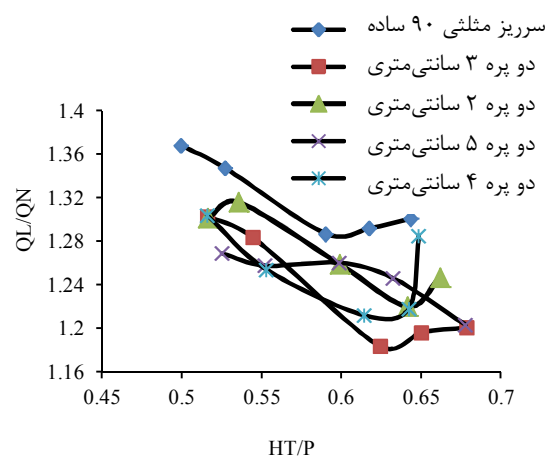 سرریز مثلثی ۹۰ ساده
دو پره ۳ سانتی‌متری
دو پره ۲ سانتی‌متری
دو پره ۵ سانتی‌متری
دو پره ۴ سانتی‌متری
1.4
1.36
1.32
1.28
1.24
1.2
1.16
QL/QN
0.45 0.5 0.55 0.6 0.65 0.7
HT/P